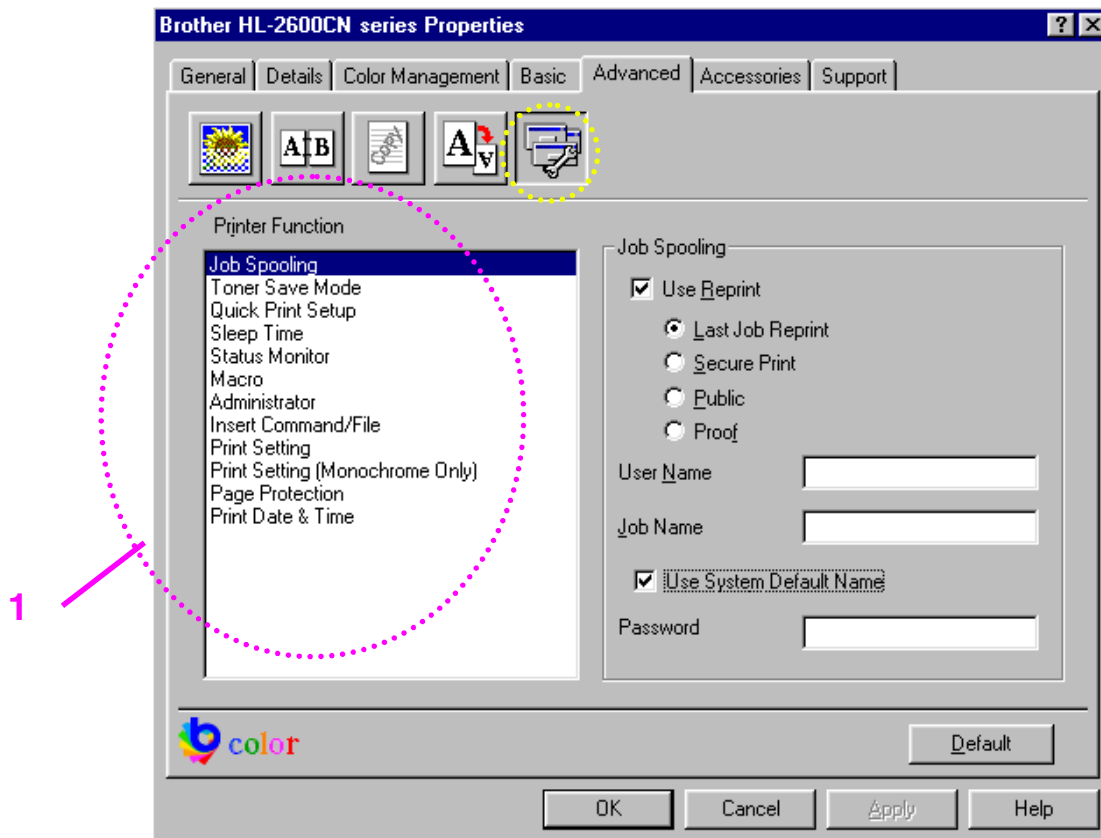 Brother HL-2600CN series Properties
General Details Color Management Basic Advanced Accessories Support
A B COPY A A
Printer Function
Job Spooling
Toner Save Mode
Quick Print Setup
Sleep Time
Status Monitor
Macro
Administrator
Insert Command/File
Print Setting
Print Setting (Monochrome Only)
Page Protection
Print Date & Time
1
Job Spooling
Use Reprint
Last Job Reprint
Secure Print
Public
Proof
User Name
Job Name
Use System Default Name
Password
b color
Default
OK Cancel Apply Help